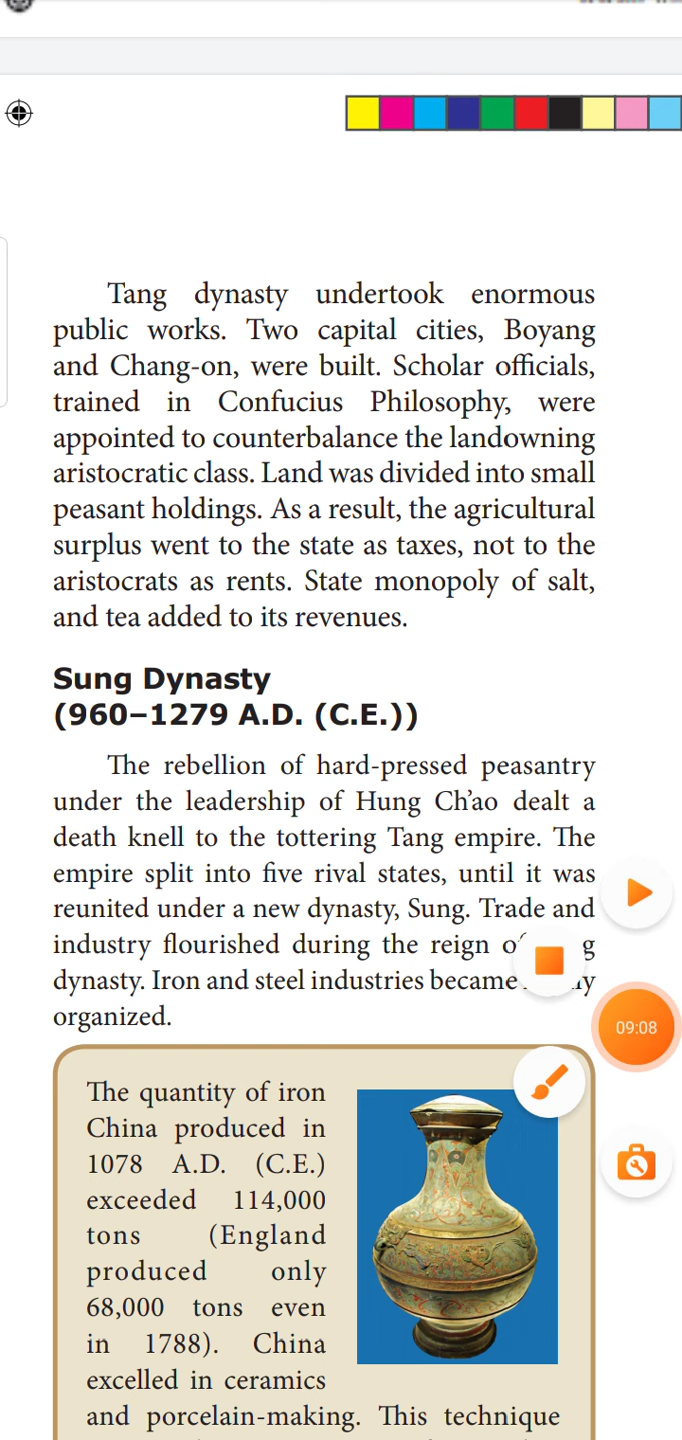 Tang dynasty undertook enormous
public works. Two capital cities, Boyang
and Chang-on, were built. Scholar officials,
trained in Confucius Philosophy, were
appointed to counterbalance the landowning
aristocratic class. Land was divided into small
peasant holdings. As a result, the agricultural
surplus went to the state as taxes, not to the
aristocrats as rents. State monopoly of salt,
and tea added to its revenues.
Sung Dynasty
(960–1279 A.D. (C.E.))
The rebellion of hard-pressed peasantry
under the leadership of Hung Ch’ao dealt a
death knell to the tottering Tang empire. The
empire split into five rival states, until it was
reunited under a new dynasty, Sung. Trade and
industry flourished during the reign
dynasty. Iron and steel industries became
organized.
09:08
The quantity of iron
China produced in
1078 A.D. (C.E.)
exceeded 114,000
tons (England
produced only
68,000 tons even
in 1788). China
excelled in ceramics
and porcelain-making. This technique